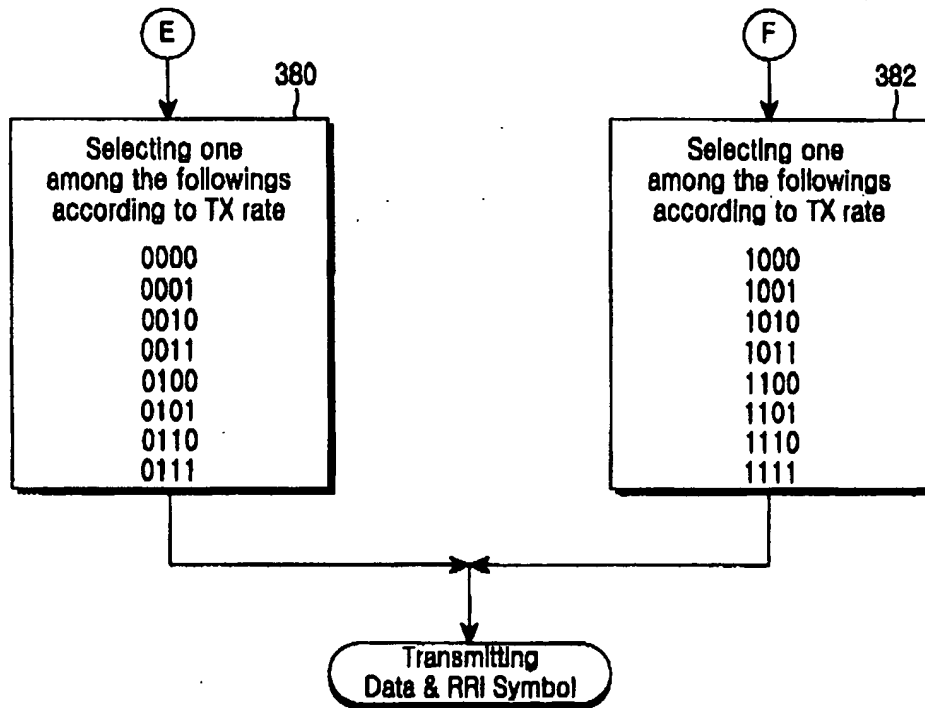 E
380
Selecting one
among the followings
according to TX rate
0000
0001
0010
0011
0100
0101
0110
0111
F
382
Selecting one
among the followings
according to TX rate
1000
1001
1010
1011
1100
1101
1110
1111
Transmitting
Data & RRI Symbol